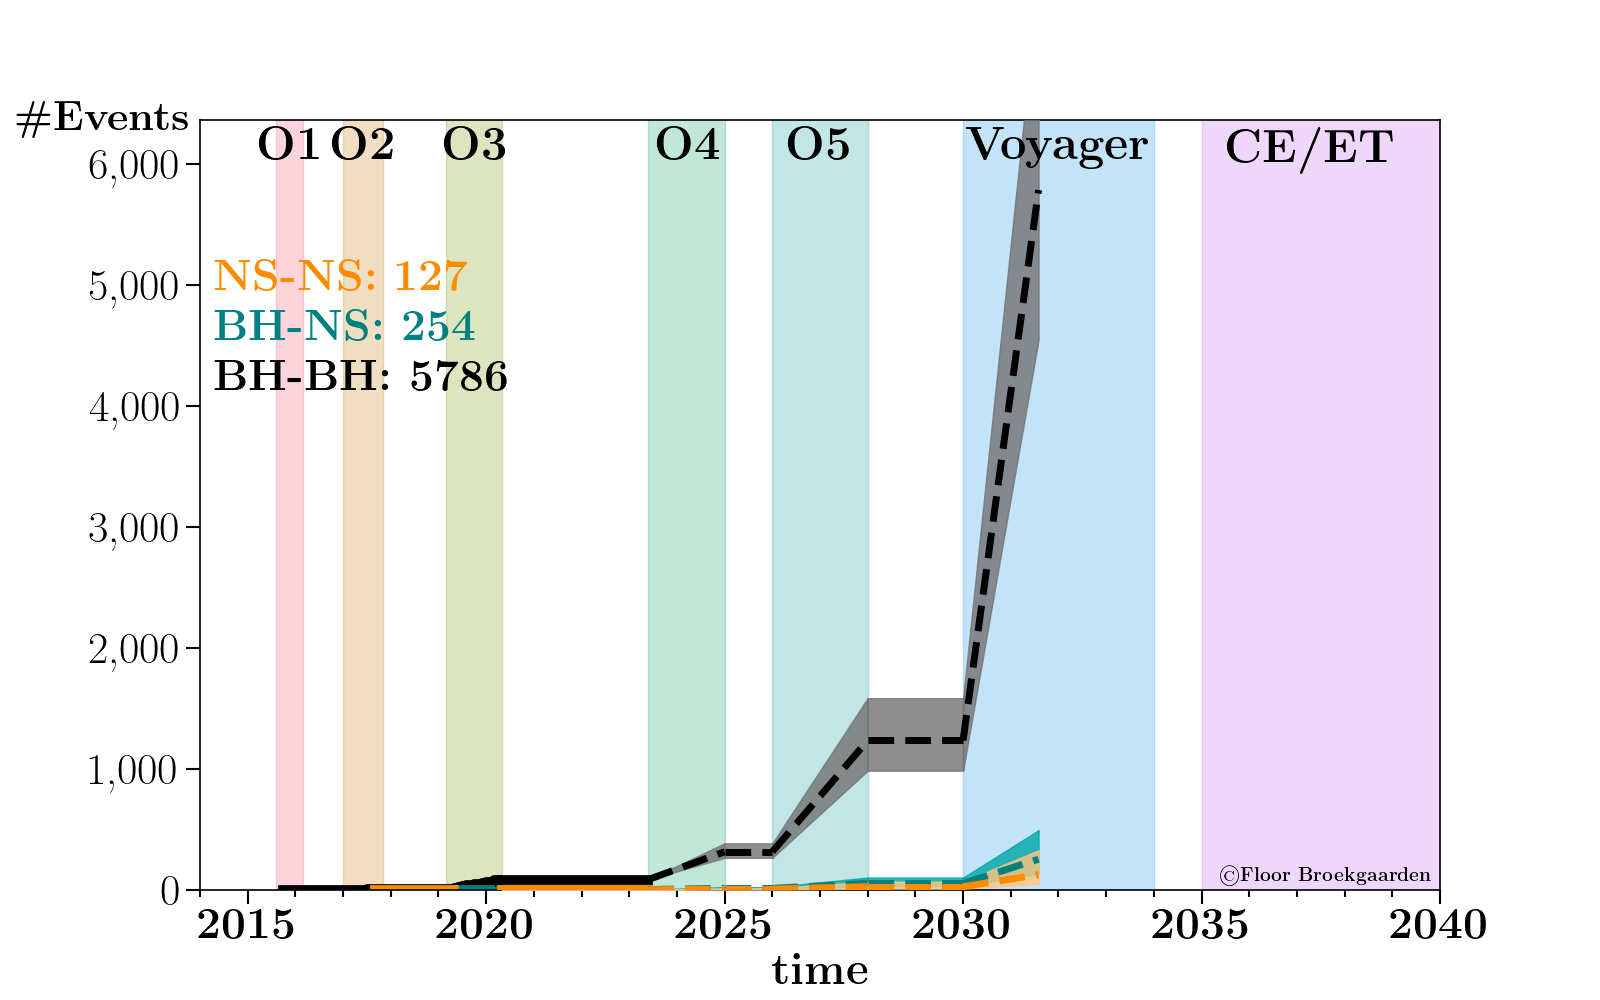 #Events
O1 O2 O3 O4 O5 Voyager CE/ET
6,000
NS-NS: 127
5,000
BH-NS: 254
BH-BH: 5786
4,000
3,000
2,000
1,000
©Floor Broekgaarden
0
2015 2020 2025 2030 2035 2040
time